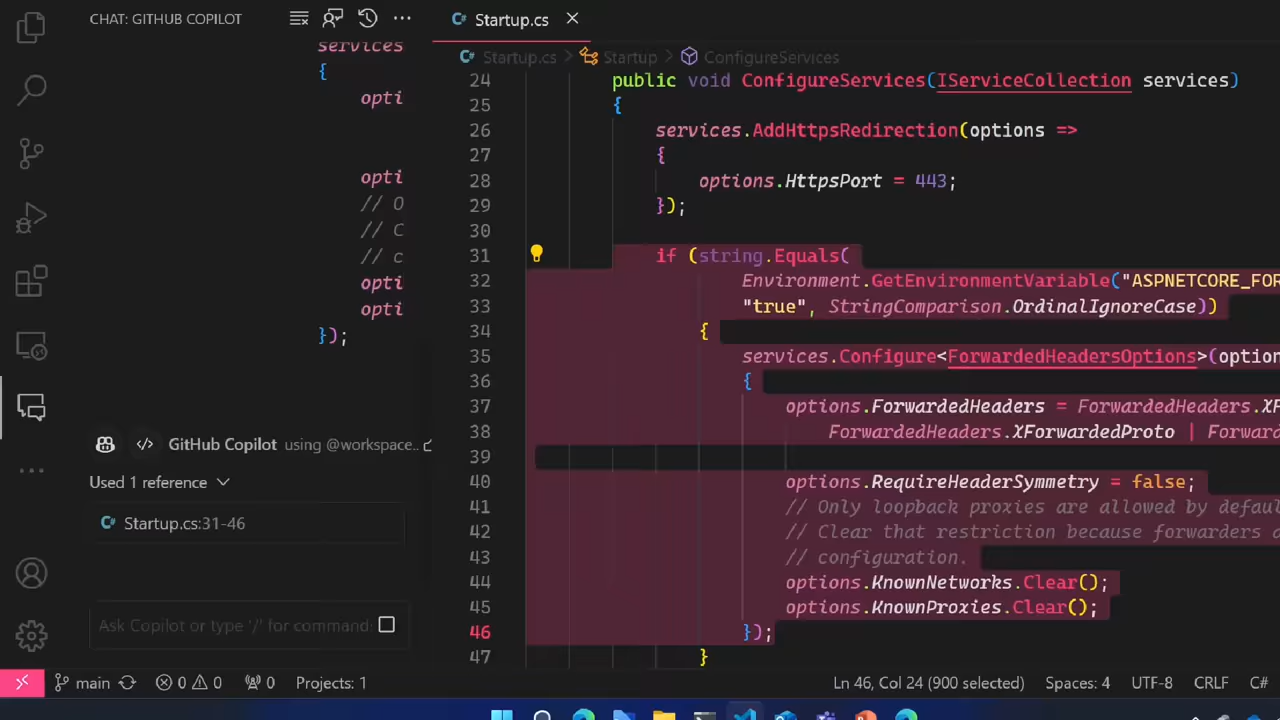 CHAT: GITHUB COPILOT
services
{
opti
opti
// O
// C
// c
opti
opti
});
GitHub Copilot using @workspace..
Used 1 reference
Startup.cs:31-46
Ask Copilot or type '/' for command
Startup.cs
Startup.cs > Startup > ConfigureServices
24 public void ConfigureServices(IServiceCollection services)
25 {
26 services.AddHttpsRedirection(options =>
27 {
28 options.HttpsPort = 443;
29 });
30
31 if (string.Equals(
32 Environment.GetEnvironmentVariable("ASPNETCORE_FOR
33 "true", StringComparison.OrdinalIgnoreCase))
34 {
35 services.Configure<ForwardedHeadersOptions>(option
36 {
37 options.ForwardedHeaders = ForwardedHeaders.XF
38 ForwardedHeaders.XForwardedProto | Forward
39
40 options.RequireHeaderSymmetry = false;
41 // Only loopback proxies are allowed by defaul
42 // Clear that restriction because forwarders a
43 // configuration.
44 options.KnownNetworks.Clear();
45 options.KnownProxies.Clear();
46 });
47 }
main 0 0 0 Projects: 1 Ln 46, Col 24 (900 selected) Spaces: 4 UTF-8 CRLF C#